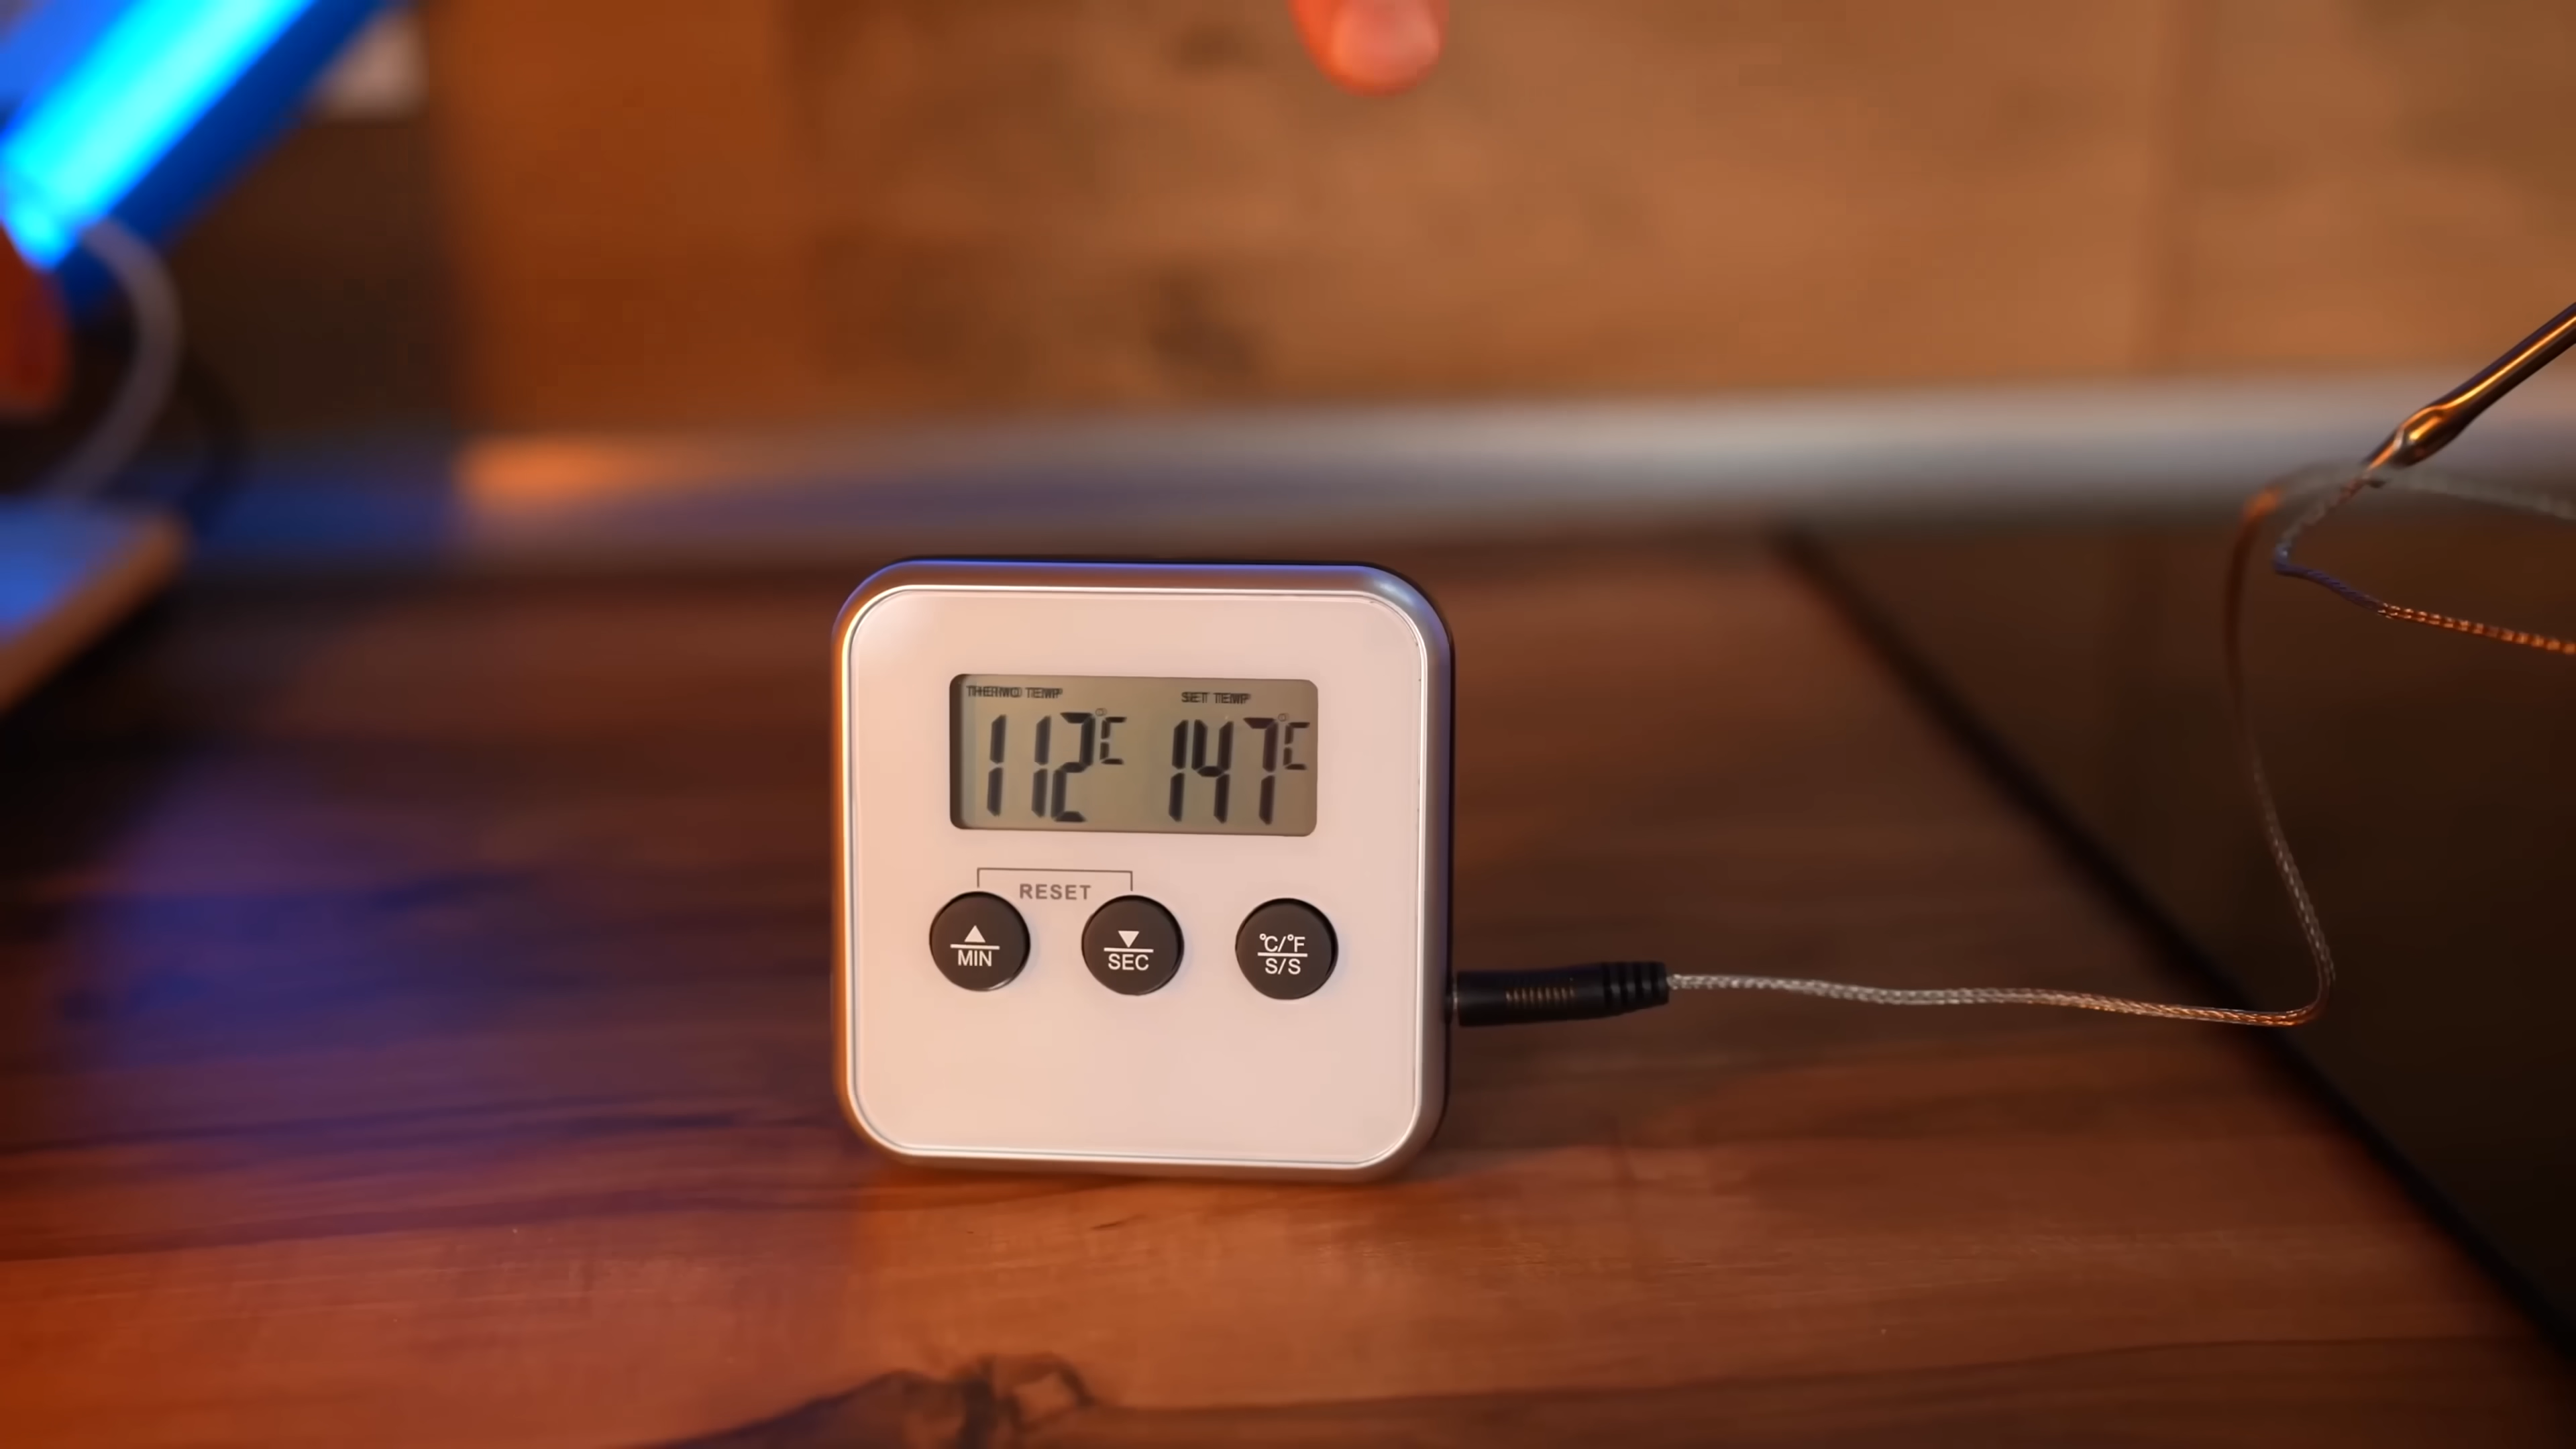 THERMO TEMP SET TEMP
112°C 147°C
RESET
MIN SEC °C/°F
S/S